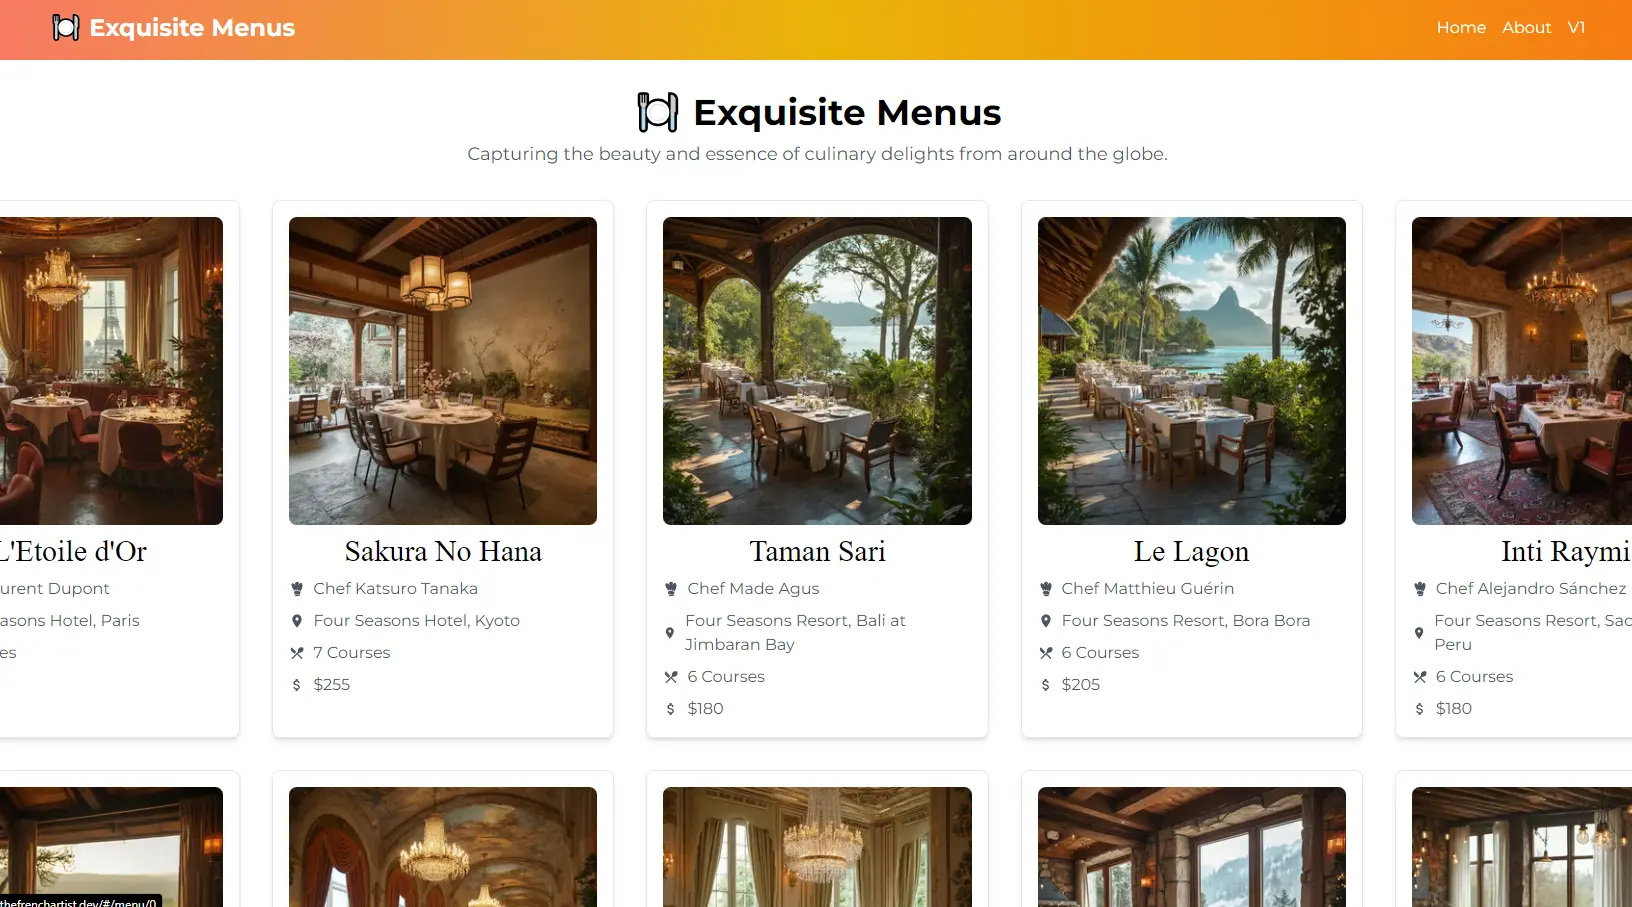 Exquisite Menus
Home About V1
Exquisite Menus
Capturing the beauty and essence of culinary delights from around the globe.
L'Etoile d'Or
urent Dupont
asons Hotel, Paris
es
Sakura No Hana
Chef Katsuro Tanaka
Four Seasons Hotel, Kyoto
7 Courses
$255
Taman Sari
Chef Made Agus
Four Seasons Resort, Bali at
Jimbaran Bay
6 Courses
$180
Le Lagon
Chef Matthieu Guérin
Four Seasons Resort, Bora Bora
6 Courses
$205
Inti Raymi
Chef Alejandro Sánchez
Four Seasons Resort, Sac
Peru
6 Courses
$180
thefrenchartist.dev/#/menu/0